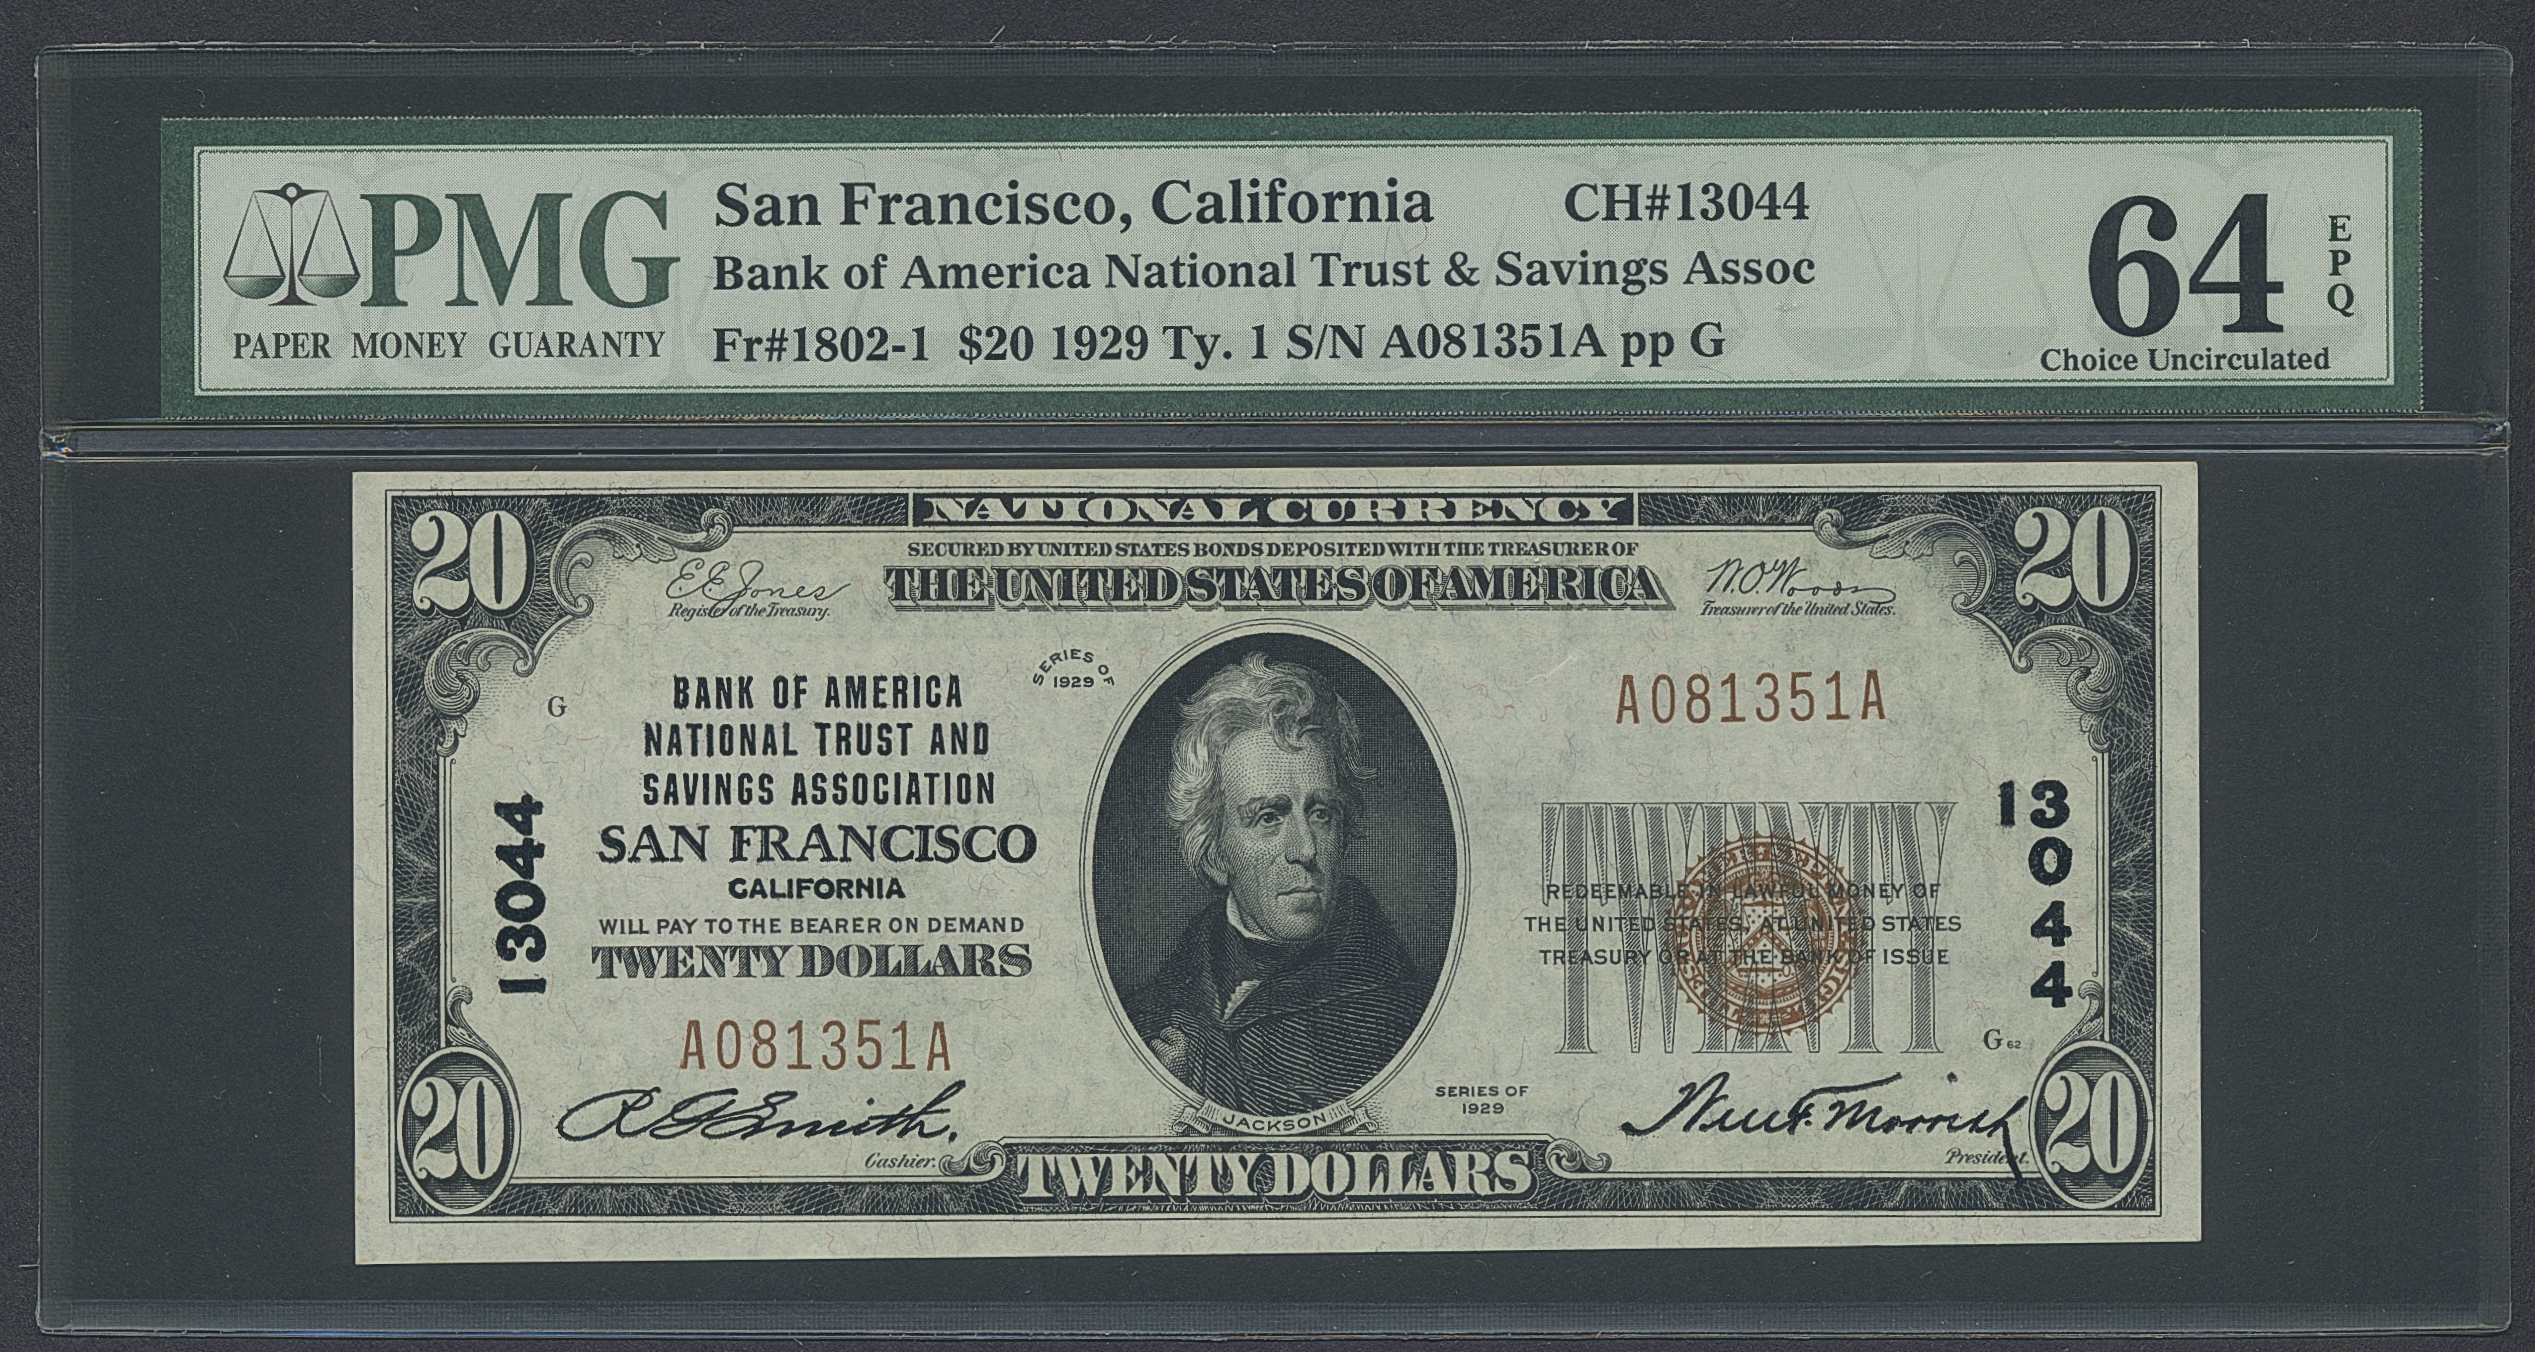 PMG
PAPER MONEY GUARANTY
San Francisco, California CH#13044
Bank of America National Trust & Savings Assoc
Fr#1802-1 $20 1929 Ty. 1 S/N A081351A pp G
64
EPQ
Choice Uncirculated
NATIONAL CURRENCY
20
20
SECURED BY UNITED STATES BONDS DEPOSITED WITH THE TREASURER OF
THE UNITED STATES OF AMERICA
E.E. Jones
Register of the Treasury.
W.O. Woods
Treasurer of the United States.
SERIES OF
1929
G
BANK OF AMERICA
NATIONAL TRUST AND
SAVINGS ASSOCIATION
SAN FRANCISCO
CALIFORNIA
WILL PAY TO THE BEARER ON DEMAND
TWENTY DOLLARS
13044
A081351A
A081351A
13044
TWENTY
REDEEMABLE IN LAWFUL MONEY OF
THE UNITED STATES, AT UNITED STATES
TREASURY OR AT THE BANK OF ISSUE
G 62
SERIES OF
1929
JACKSON
R G Smith.
Cashier.
President.
20
20
TWENTY DOLLARS